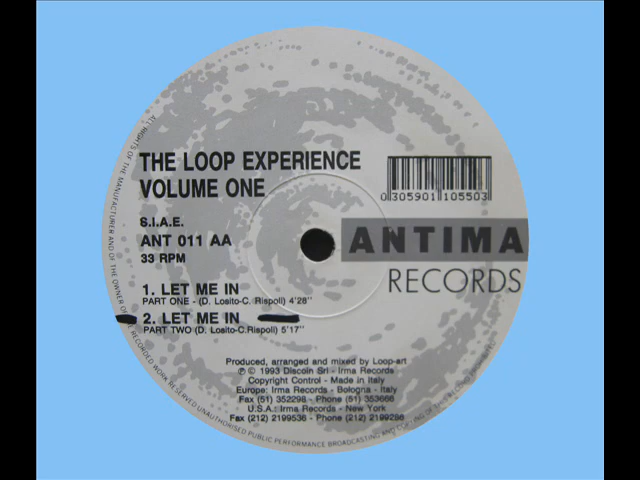 THE LOOP EXPERIENCE
VOLUME ONE
0 305901 105503
S.I.A.E.
ANT 011 AA
33 RPM
ANTIMA
RECORDS
1. LET ME IN
PART ONE - (D. Losito-C. Rispoli) 4'28''
2. LET ME IN
PART TWO (D. Losito-C.Rispoli) 5'17''
Produced, arranged and mixed by Loop-art
℗ © 1993 Discoin Srl - Irma Records
Copyright Control - Made in Italy
Europe: Irma Records - Bologna - Italy
Fax (51) 352298 - Phone (51) 353666
U.S.A.: Irma Records - New York
Fax (212) 2199538 - Phone (212) 2199266
ALL RIGHTS OF THE MANUFACTURER AND OF THE OWNER OF THE RECORDED WORK RESERVED UNAUTHORISED PUBLIC PERFORMANCE BROADCASTING AND COPYING OF THIS RECORD PROHIBITED